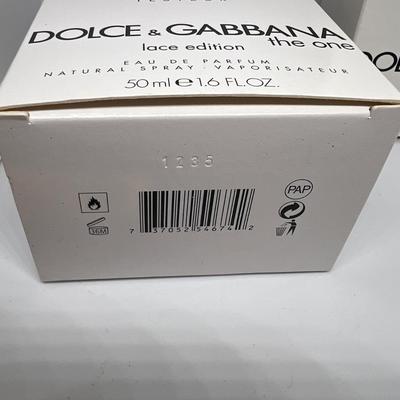 DOLCE & GABBANA
the one
lace edition
EAU DE PARFUM
NATURAL SPRAY · VAPORISATEUR
50 ml e 1.6 FL.OZ.
1235
PAP
36M
7 37052 54674 2